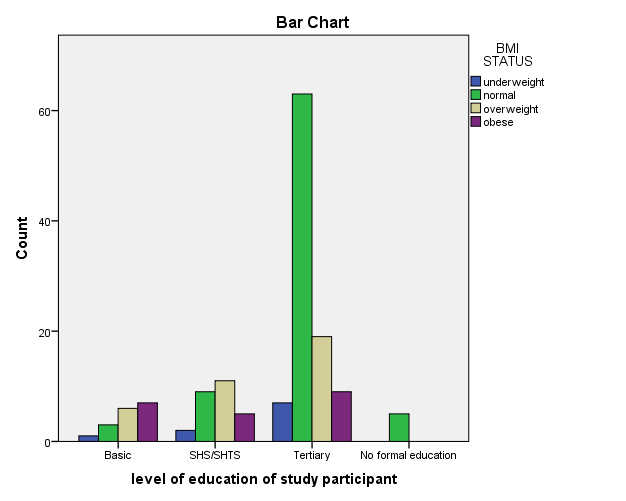 Bar Chart
BMI
STATUS
underweight
normal
overweight
obese
Count
60
40
20
0
Basic
SHS/SHTS
Tertiary
No formal education
level of education of study participant